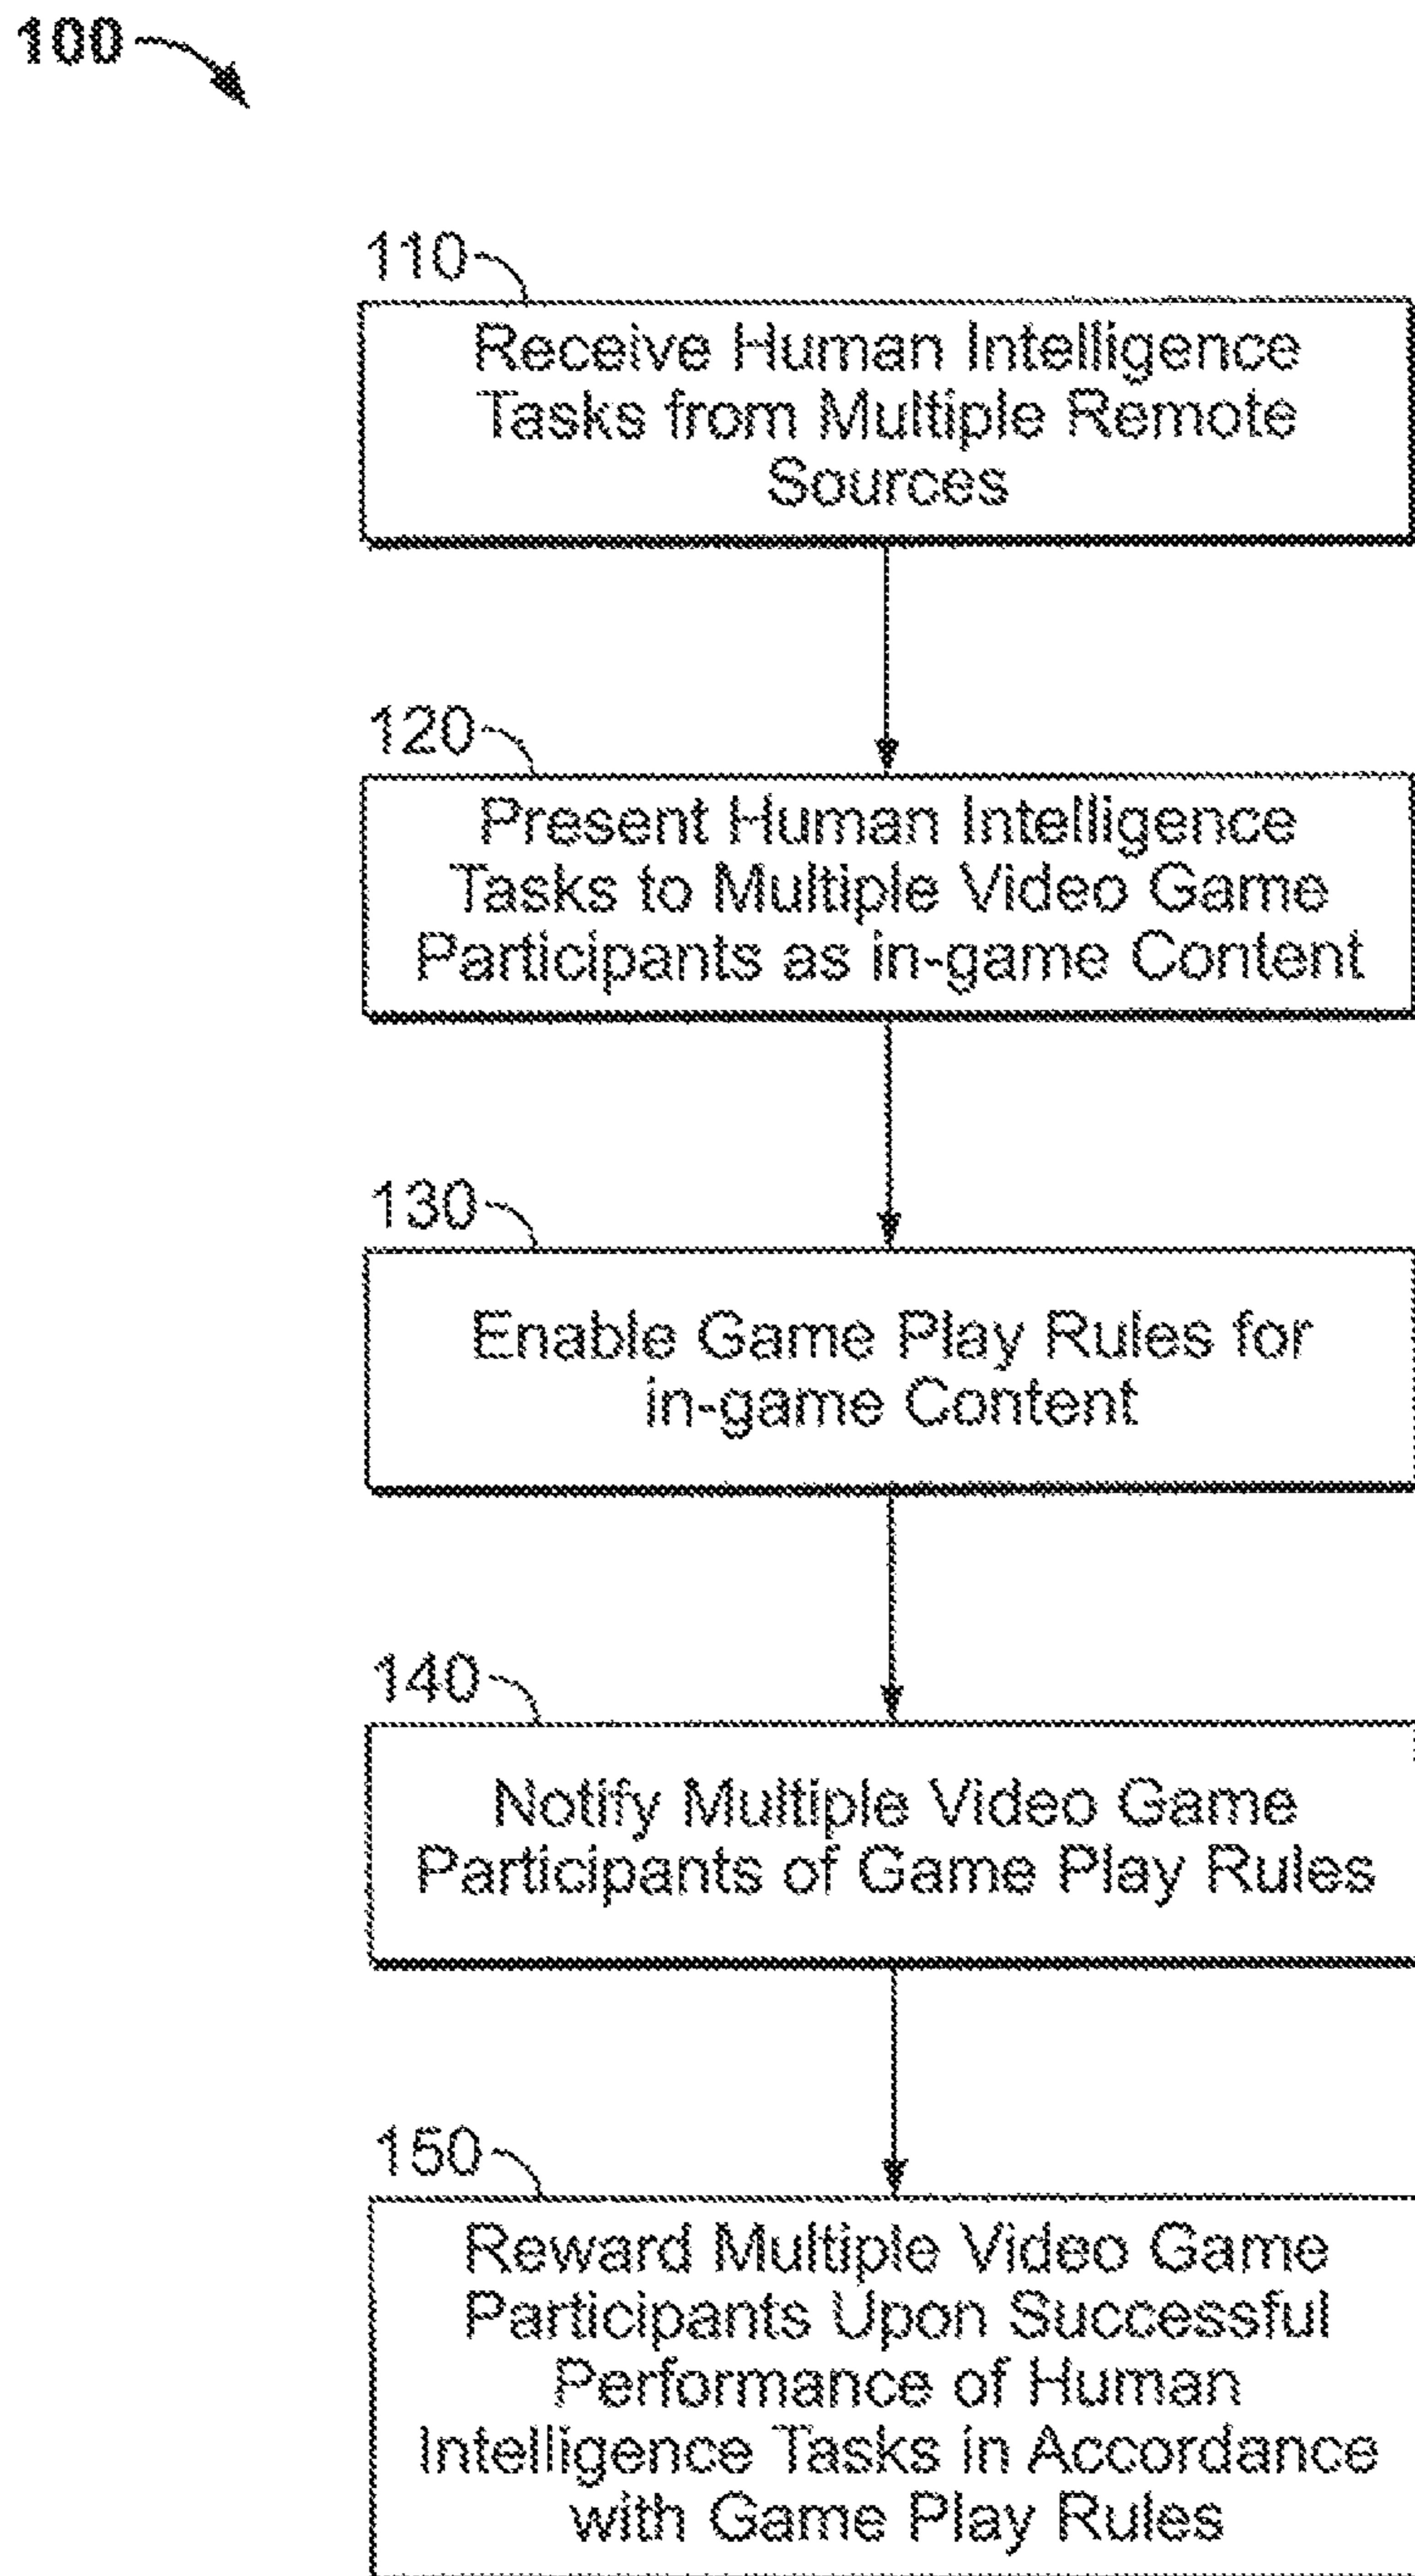 100
110
Receive Human Intelligence
Tasks from Multiple Remote
Sources
120
Present Human Intelligence
Tasks to Multiple Video Game
Participants as in-game Content
130
Enable Game Play Rules for
in-game Content
140
Notify Multiple Video Game
Participants of Game Play Rules
150
Reward Multiple Video Game
Participants Upon Successful
Performance of Human
Intelligence Tasks in Accordance
with Game Play Rules